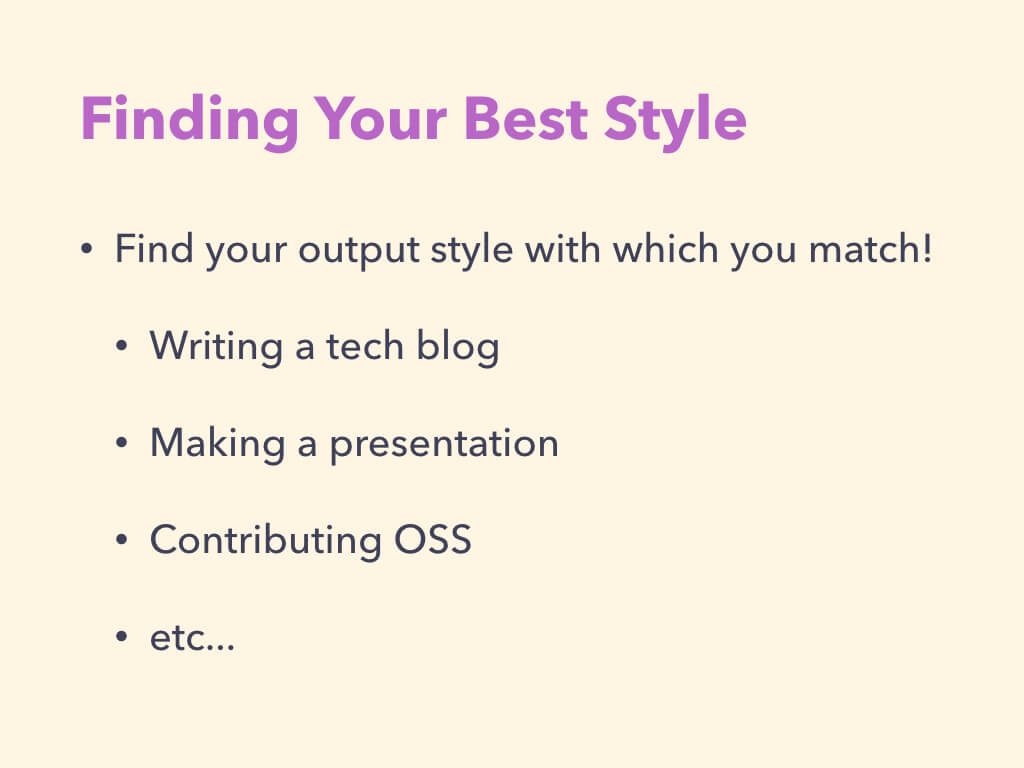 Finding Your Best Style
• Find your output style with which you match!
• Writing a tech blog
• Making a presentation
• Contributing OSS
• etc...